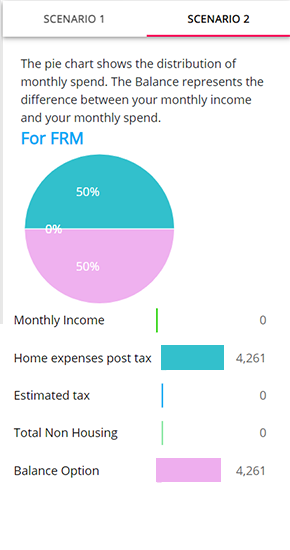 SCENARIO 1
SCENARIO 2
The pie chart shows the distribution of
monthly spend. The Balance represents the
difference between your monthly income
and your monthly spend.
For FRM
50%
0%
50%
Monthly Income 0
Home expenses post tax 4,261
Estimated tax 0
Total Non Housing 0
Balance Option 4,261